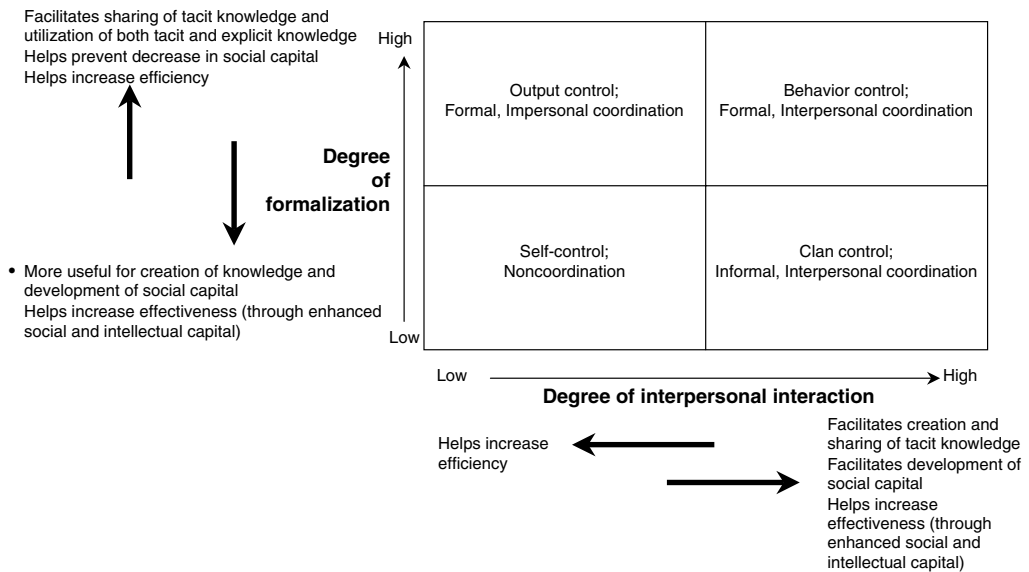 Facilitates sharing of tacit knowledge and
utilization of both tacit and explicit knowledge
Helps prevent decrease in social capital
Helps increase efficiency
High
Output control;
Formal, Impersonal coordination
Behavior control;
Formal, Interpersonal coordination
Degree
of
formalization
Self-control;
Noncoordination
Clan control;
Informal, Interpersonal coordination
• More useful for creation of knowledge and
development of social capital
Helps increase effectiveness (through enhanced
social and intellectual capital)
Low
Low
High
Degree of interpersonal interaction
Helps increase
efficiency
Facilitates creation and
sharing of tacit knowledge
Facilitates development of
social capital
Helps increase
effectiveness (through
enhanced social and
intellectual capital)